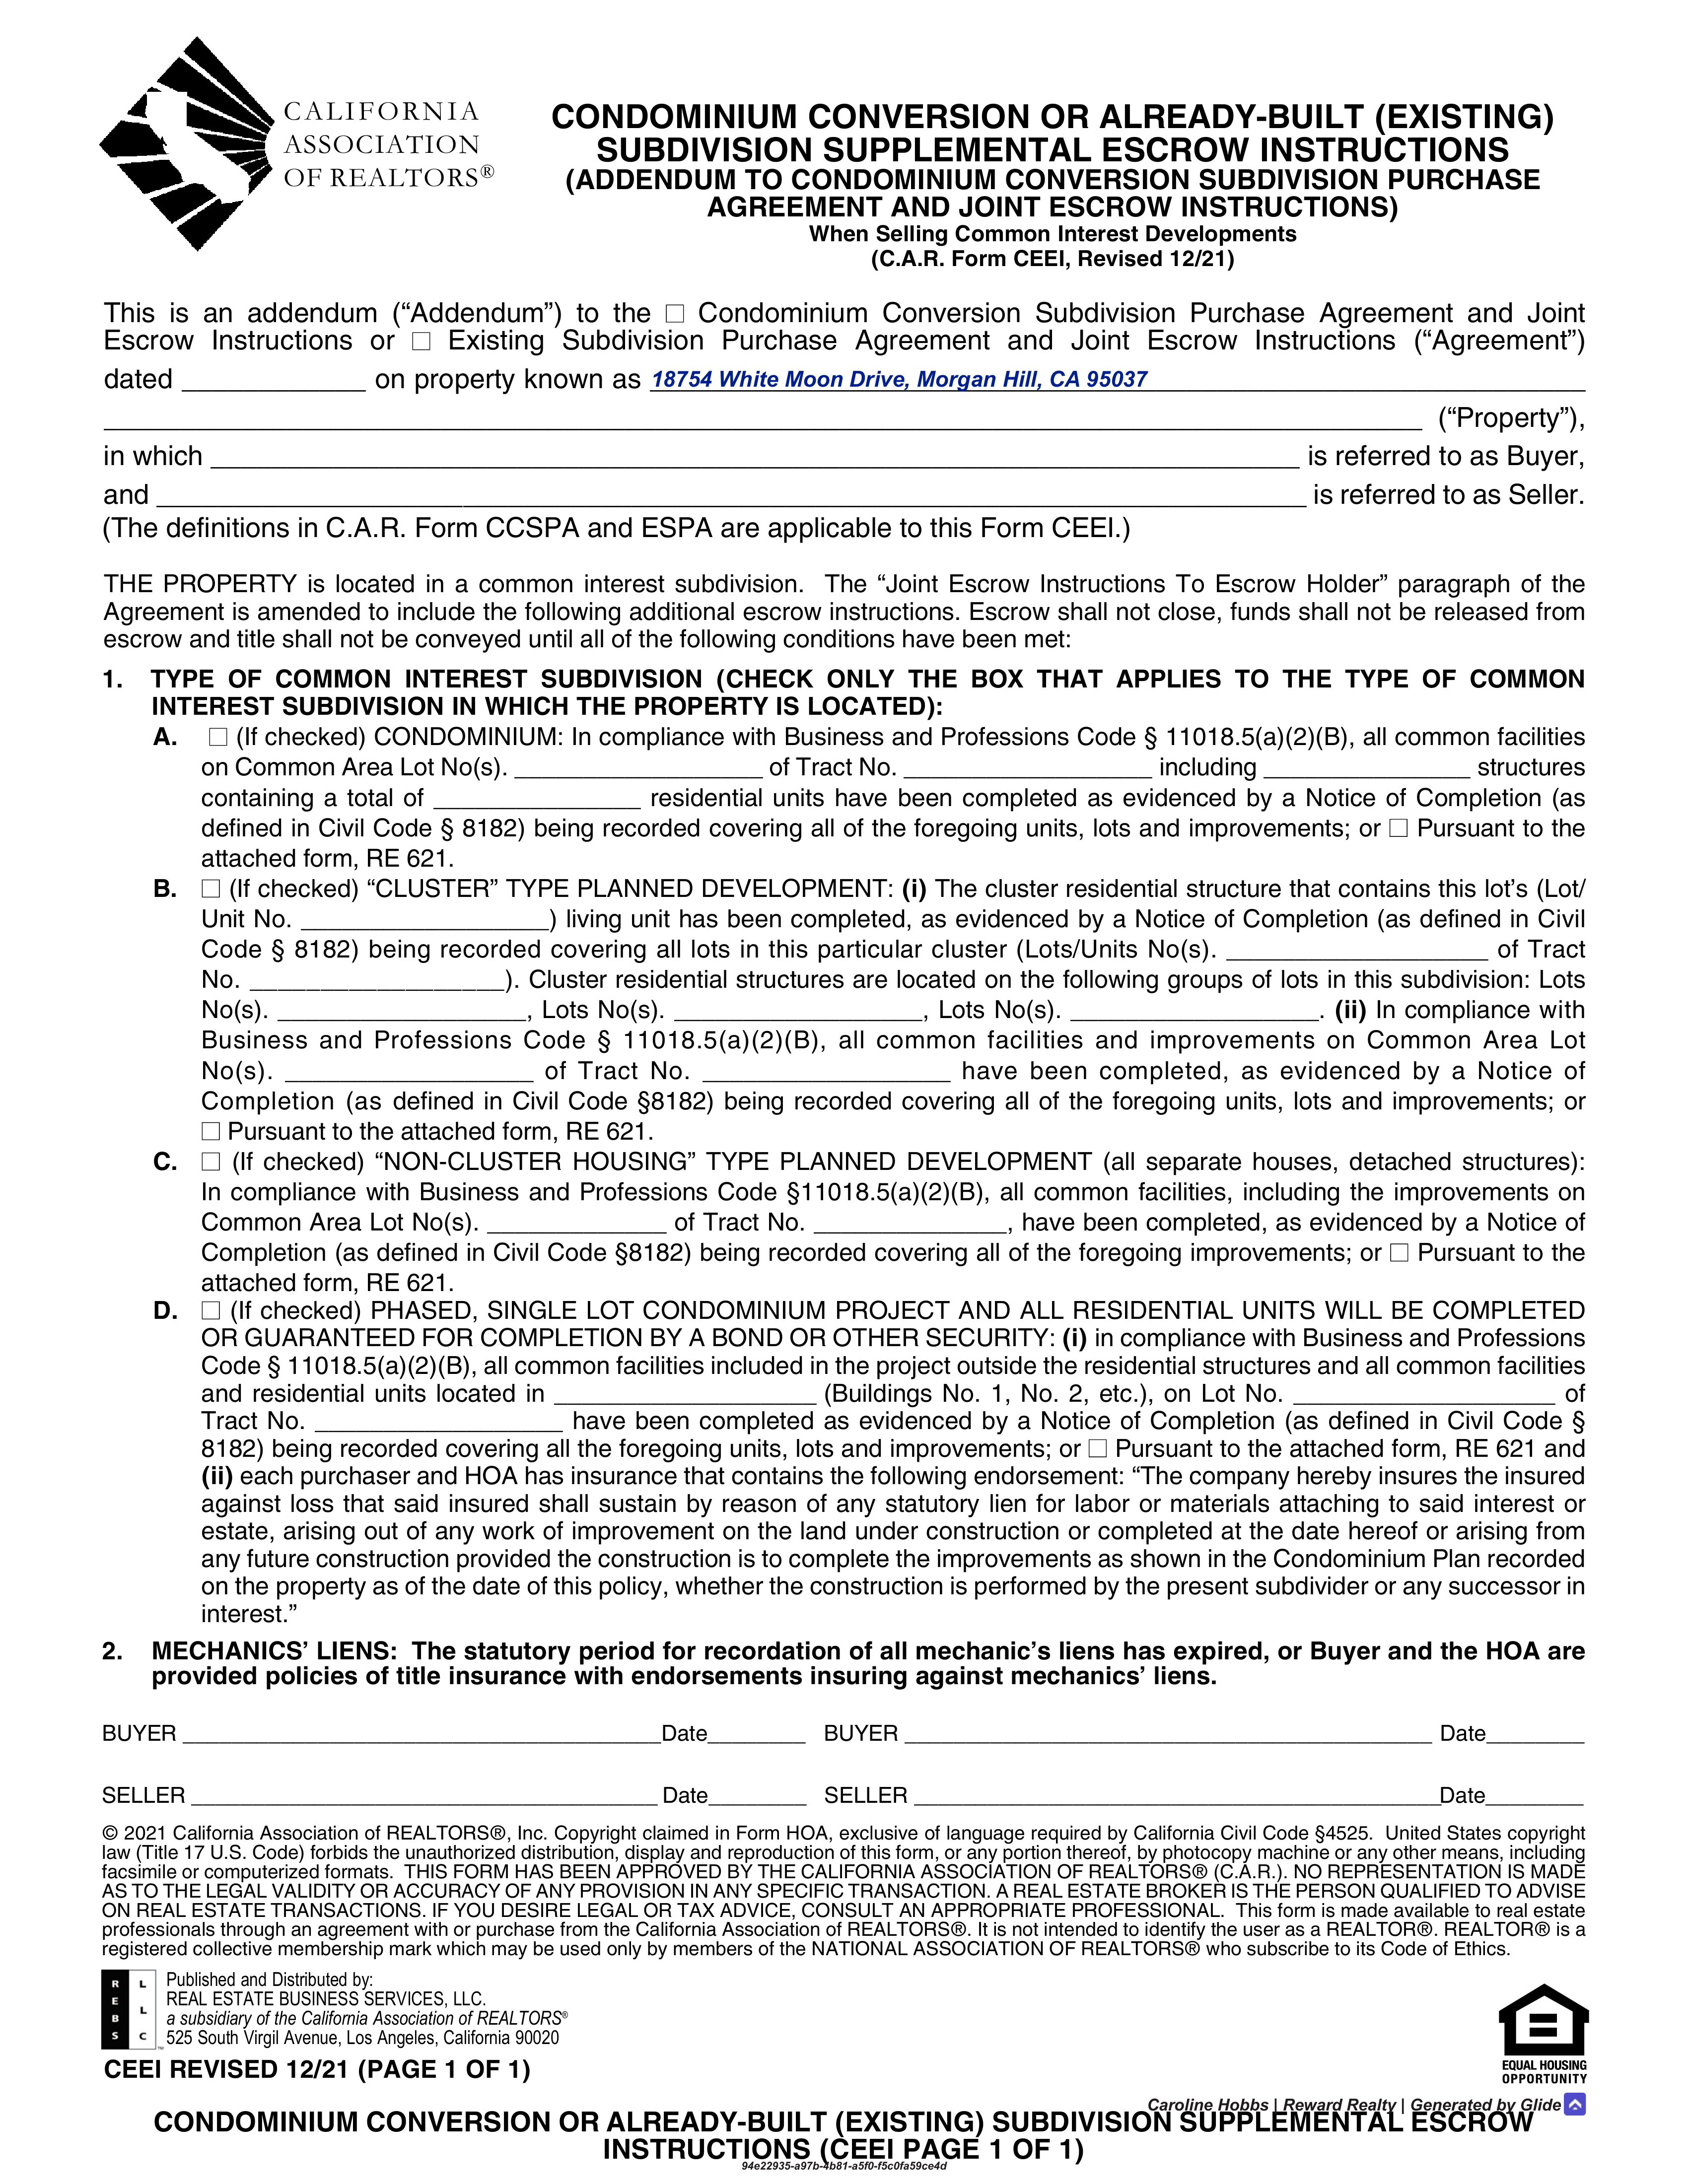 CALIFORNIA
ASSOCIATION
OF REALTORS®
CONDOMINIUM CONVERSION OR ALREADY-BUILT (EXISTING)
SUBDIVISION SUPPLEMENTAL ESCROW INSTRUCTIONS
(ADDENDUM TO CONDOMINIUM CONVERSION SUBDIVISION PURCHASE
AGREEMENT AND JOINT ESCROW INSTRUCTIONS)
When Selling Common Interest Developments
(C.A.R. Form CEEI, Revised 12/21)
This is an addendum (“Addendum”) to the ☐ Condominium Conversion Subdivision Purchase Agreement and Joint
Escrow Instructions or ☐ Existing Subdivision Purchase Agreement and Joint Escrow Instructions (“Agreement”)
dated ____________ on property known as 18754 White Moon Drive, Morgan Hill, CA 95037
____________ (“Property”),
in which ____________ is referred to as Buyer,
and ____________ is referred to as Seller.
(The definitions in C.A.R. Form CCSPA and ESPA are applicable to this Form CEEI.)
THE PROPERTY is located in a common interest subdivision. The “Joint Escrow Instructions To Escrow Holder” paragraph of the
Agreement is amended to include the following additional escrow instructions. Escrow shall not close, funds shall not be released from
escrow and title shall not be conveyed until all of the following conditions have been met:
1. TYPE OF COMMON INTEREST SUBDIVISION (CHECK ONLY THE BOX THAT APPLIES TO THE TYPE OF COMMON
INTEREST SUBDIVISION IN WHICH THE PROPERTY IS LOCATED):
A. ☐ (If checked) CONDOMINIUM: In compliance with Business and Professions Code § 11018.5(a)(2)(B), all common facilities
on Common Area Lot No(s). ____________ of Tract No. ____________ including ____________ structures
containing a total of ____________ residential units have been completed as evidenced by a Notice of Completion (as
defined in Civil Code § 8182) being recorded covering all of the foregoing units, lots and improvements; or ☐ Pursuant to the
attached form, RE 621.
B. ☐ (If checked) “CLUSTER” TYPE PLANNED DEVELOPMENT: (i) The cluster residential structure that contains this lot’s (Lot/
Unit No. ____________) living unit has been completed, as evidenced by a Notice of Completion (as defined in Civil
Code § 8182) being recorded covering all lots in this particular cluster (Lots/Units No(s). ____________ of Tract
No. ____________). Cluster residential structures are located on the following groups of lots in this subdivision: Lots
No(s). ____________, Lots No(s). ____________, Lots No(s). ____________. (ii) In compliance with
Business and Professions Code § 11018.5(a)(2)(B), all common facilities and improvements on Common Area Lot
No(s). ____________ of Tract No. ____________ have been completed, as evidenced by a Notice of
Completion (as defined in Civil Code §8182) being recorded covering all of the foregoing units, lots and improvements; or
☐ Pursuant to the attached form, RE 621.
C. ☐ (If checked) “NON-CLUSTER HOUSING” TYPE PLANNED DEVELOPMENT (all separate houses, detached structures):
In compliance with Business and Professions Code §11018.5(a)(2)(B), all common facilities, including the improvements on
Common Area Lot No(s). ____________ of Tract No. ____________, have been completed, as evidenced by a Notice of
Completion (as defined in Civil Code §8182) being recorded covering all of the foregoing improvements; or ☐ Pursuant to the
attached form, RE 621.
D. ☐ (If checked) PHASED, SINGLE LOT CONDOMINIUM PROJECT AND ALL RESIDENTIAL UNITS WILL BE COMPLETED
OR GUARANTEED FOR COMPLETION BY A BOND OR OTHER SECURITY: (i) in compliance with Business and Professions
Code § 11018.5(a)(2)(B), all common facilities included in the project outside the residential structures and all common facilities
and residential units located in ____________ (Buildings No. 1, No. 2, etc.), on Lot No. ____________ of
Tract No. ____________ have been completed as evidenced by a Notice of Completion (as defined in Civil Code §
8182) being recorded covering all the foregoing units, lots and improvements; or ☐ Pursuant to the attached form, RE 621 and
(ii) each purchaser and HOA has insurance that contains the following endorsement: “The company hereby insures the insured
against loss that said insured shall sustain by reason of any statutory lien for labor or materials attaching to said interest or
estate, arising out of any work of improvement on the land under construction or completed at the date hereof or arising from
any future construction provided the construction is to complete the improvements as shown in the Condominium Plan recorded
on the property as of the date of this policy, whether the construction is performed by the present subdivider or any successor in
interest.”
2. MECHANICS’ LIENS: The statutory period for recordation of all mechanic’s liens has expired, or Buyer and the HOA are
provided policies of title insurance with endorsements insuring against mechanics’ liens.
BUYER ____________ Date________ BUYER ____________ Date________
SELLER ____________ Date________ SELLER ____________ Date________
© 2021 California Association of REALTORS®, Inc. Copyright claimed in Form HOA, exclusive of language required by California Civil Code §4525. United States copyright
law (Title 17 U.S. Code) forbids the unauthorized distribution, display and reproduction of this form, or any portion thereof, by photocopy machine or any other means, including
facsimile or computerized formats. THIS FORM HAS BEEN APPROVED BY THE CALIFORNIA ASSOCIATION OF REALTORS® (C.A.R.). NO REPRESENTATION IS MADE
AS TO THE LEGAL VALIDITY OR ACCURACY OF ANY PROVISION IN ANY SPECIFIC TRANSACTION. A REAL ESTATE BROKER IS THE PERSON QUALIFIED TO ADVISE
ON REAL ESTATE TRANSACTIONS. IF YOU DESIRE LEGAL OR TAX ADVICE, CONSULT AN APPROPRIATE PROFESSIONAL. This form is made available to real estate
professionals through an agreement with or purchase from the California Association of REALTORS®. It is not intended to identify the user as a REALTOR®. REALTOR® is a
registered collective membership mark which may be used only by members of the NATIONAL ASSOCIATION OF REALTORS® who subscribe to its Code of Ethics.
R L
E
L
B
S C ™
Published and Distributed by:
REAL ESTATE BUSINESS SERVICES, LLC.
a subsidiary of the California Association of REALTORS®
525 South Virgil Avenue, Los Angeles, California 90020
EQUAL HOUSING
OPPORTUNITY
CEEI REVISED 12/21 (PAGE 1 OF 1)
Caroline Hobbs | Reward Realty | Generated by Glide
CONDOMINIUM CONVERSION OR ALREADY-BUILT (EXISTING) SUBDIVISION SUPPLEMENTAL ESCROW
INSTRUCTIONS (CEEI PAGE 1 OF 1)
94e22935-a97b-4b81-a5f0-f5c0fa59ce4d